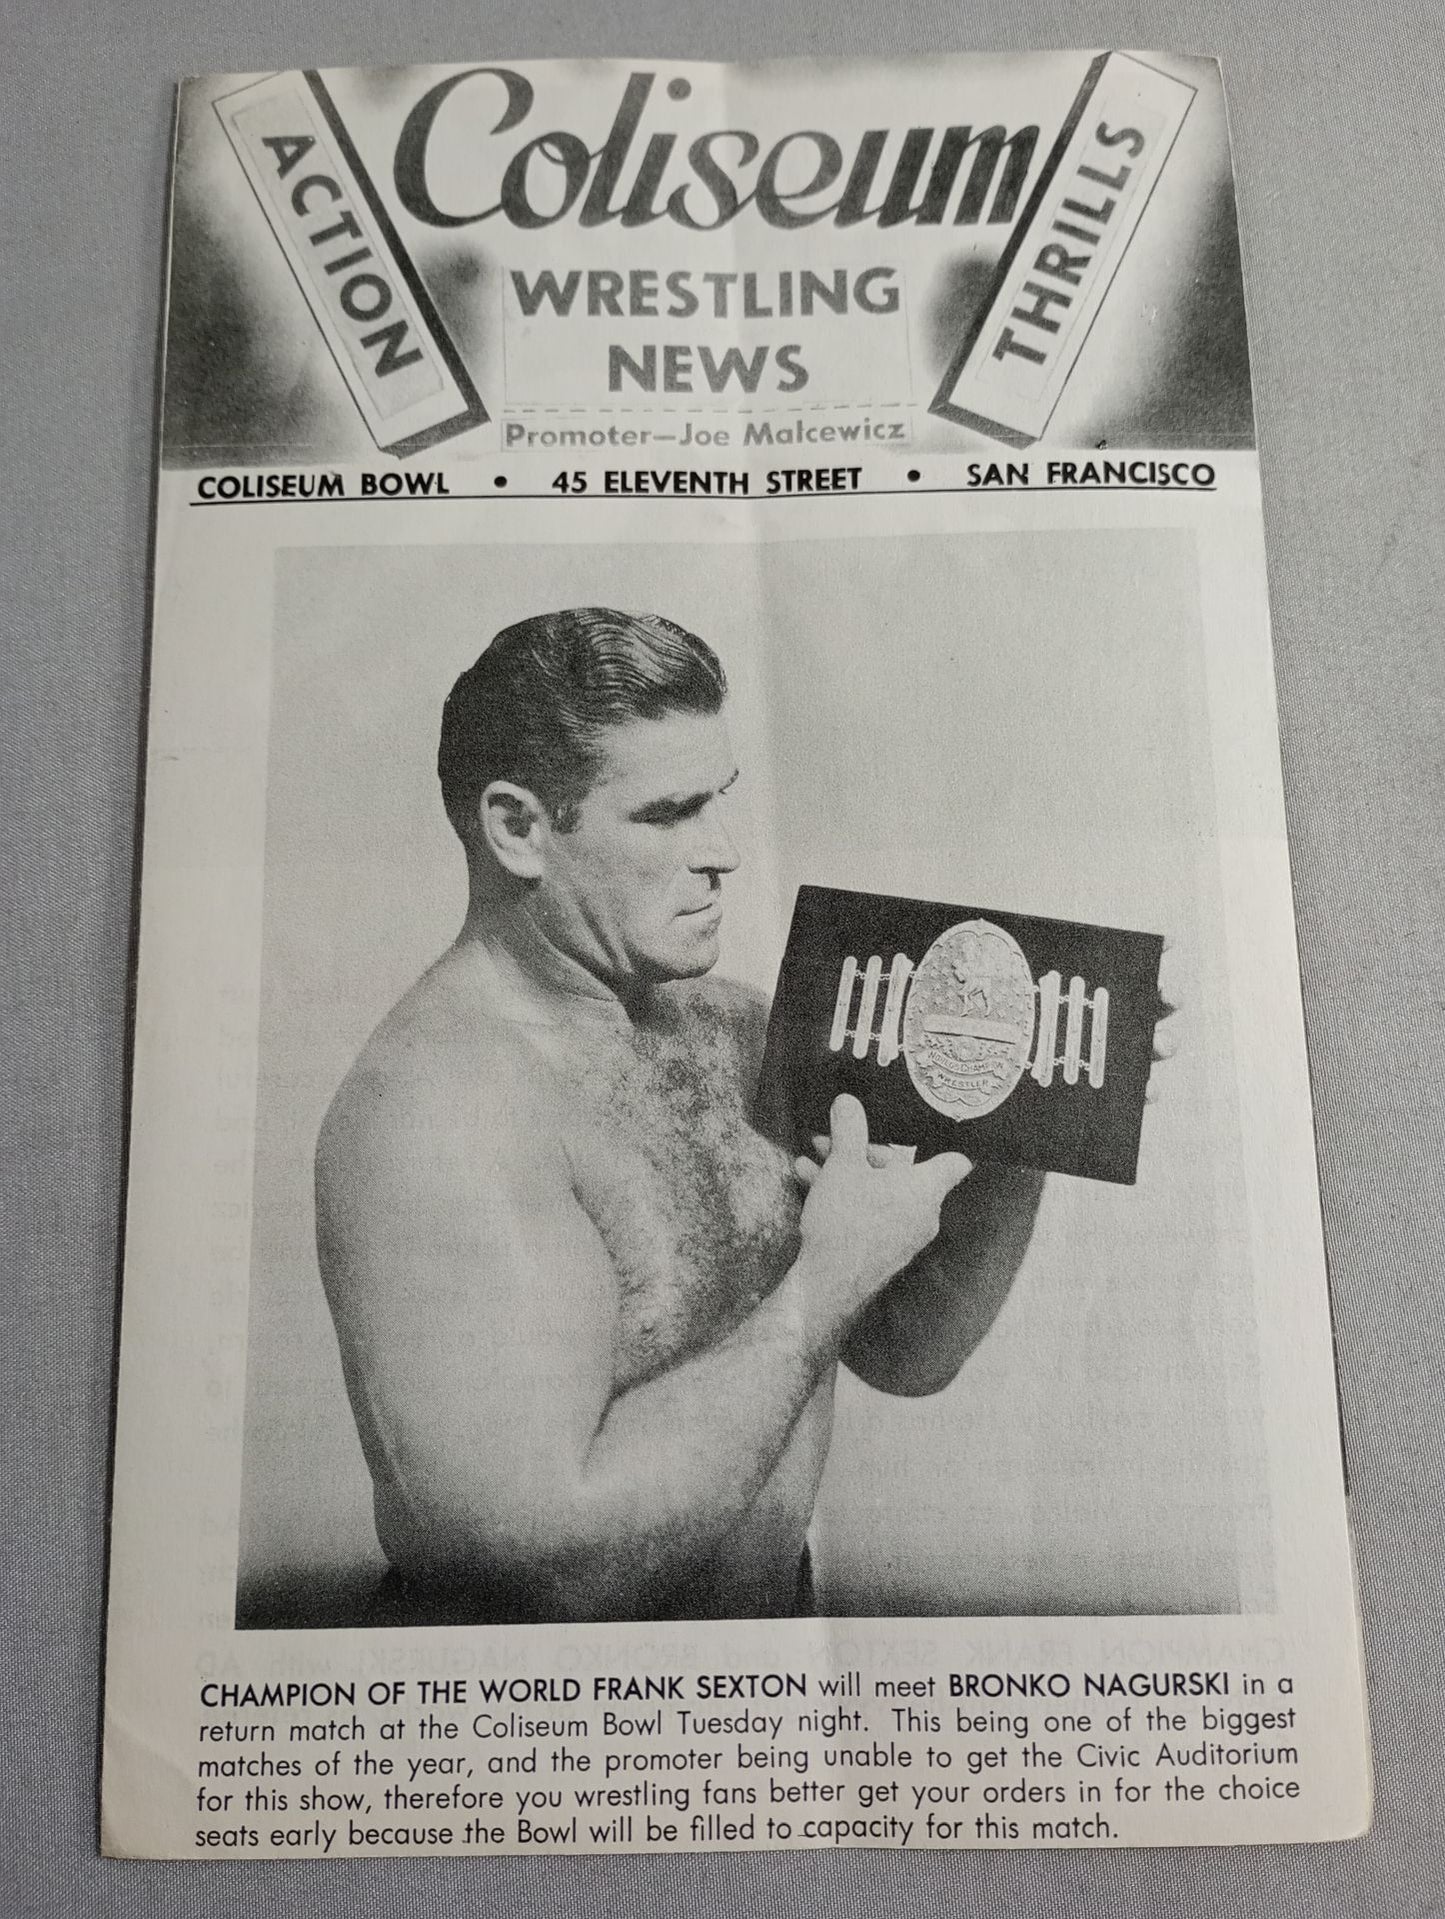 ACTION
Coliseum
THRILLS
WRESTLING
NEWS
Promoter—Joe Malcewicz
COLISEUM BOWL • 45 ELEVENTH STREET • SAN FRANCISCO
WRESTLER
CHAMPION OF THE WORLD FRANK SEXTON will meet BRONKO NAGURSKI in a
return match at the Coliseum Bowl Tuesday night. This being one of the biggest
matches of the year, and the promoter being unable to get the Civic Auditorium
for this show, therefore you wrestling fans better get your orders in for the choice
seats early because the Bowl will be filled to capacity for this match.